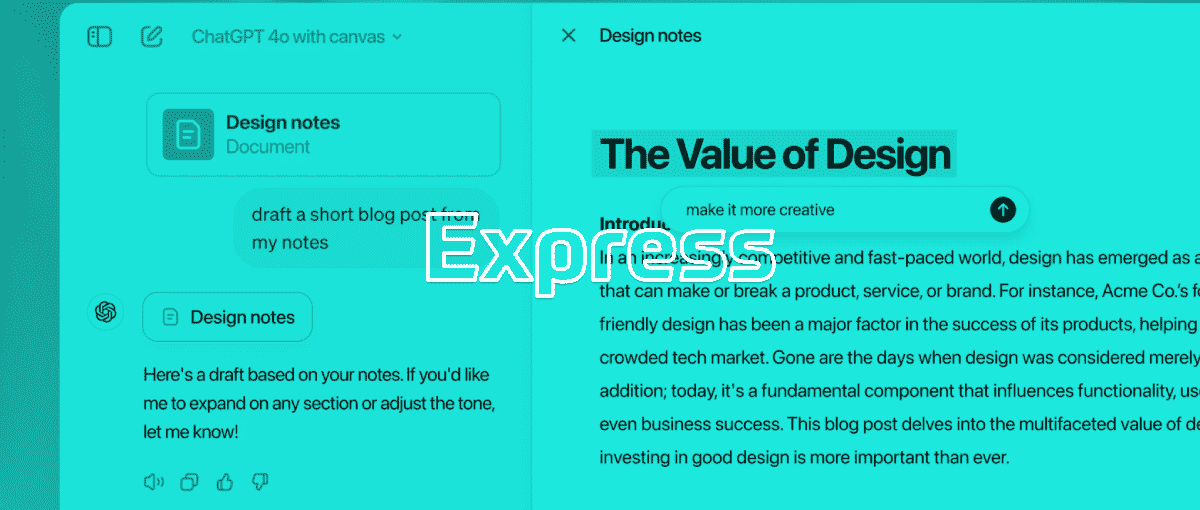 ChatGPT 4o with canvas
Design notes
Document
draft a short blog post from
my notes
Design notes
Here's a draft based on your notes. If you'd like
me to expand on any section or adjust the tone,
let me know!
Express
Design notes
The Value of Design
make it more creative
In an increasingly competitive and fast-paced world, design has emerged as a
that can make or break a product, service, or brand. For instance, Acme Co.'s
friendly design has been a major factor in the success of its products, helping
crowded tech market. Gone are the days when design was considered merely
addition; today, it's a fundamental component that influences functionality,
even business success. This blog post delves into the multifaceted value of
investing in good design is more important than ever.